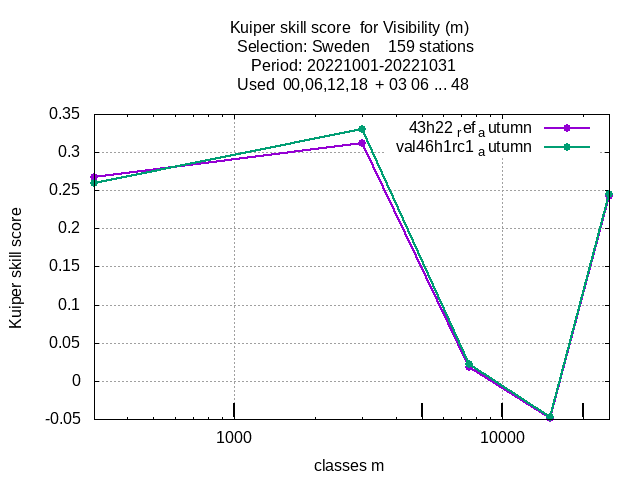 Kuiper skill score  for Visibility (m)
Selection: Sweden    159 stations
Period: 20221001-20221031
Used  00,06,12,18  + 03 06 ... 48
43h22_ref_autumn
val46h1rc1_autumn
0.35
0.3
0.25
0.2
0.15
0.1
0.05
0
-0.05
1000
10000
Kuiper skill score
classes m